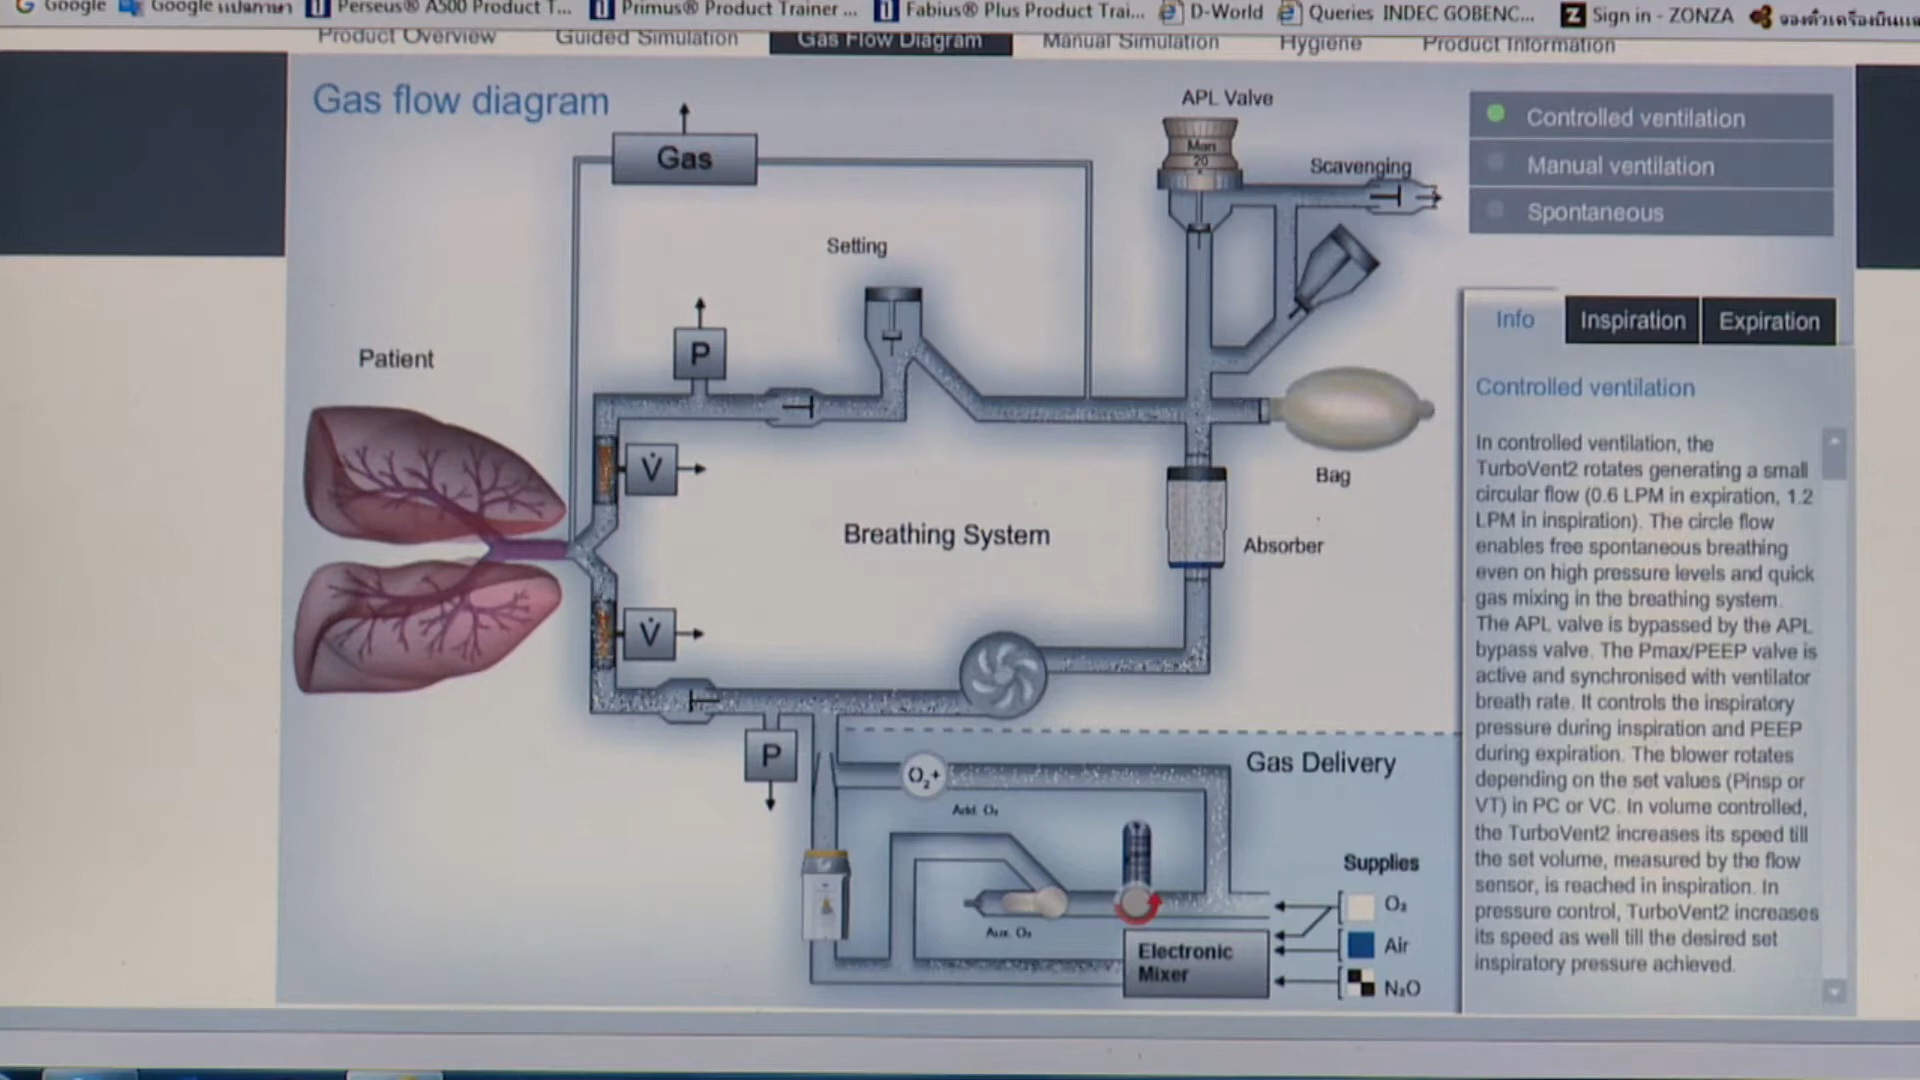 Google
Google แปลภาษา
Perseus® A500 Product T...
Primus® Product Trainer ...
Fabius® Plus Product Trai...
D-World
Queries INDEC GOBENC...
Sign in - ZONZA
Product Overview
Guided Simulation
Gas Flow Diagram
Manual Simulation
Hygiene
Product Information
Gas flow diagram
Gas
APL Valve
Man
20
Scavenging
Setting
P
Patient
V̇
Bag
Breathing System
Absorber
V̇
P
Gas Delivery
O₂+
Add. O₂
Aux. O₂
Supplies
O₂
Air
N₂O
Electronic
Mixer
Controlled ventilation
Manual ventilation
Spontaneous
Info
Inspiration
Expiration
Controlled ventilation
In controlled ventilation, the
TurboVent2 rotates generating a small
circular flow (0.6 LPM in expiration, 1.2
LPM in inspiration). The circle flow
enables free spontaneous breathing
even on high pressure levels and quick
gas mixing in the breathing system.
The APL valve is bypassed by the APL
bypass valve. The Pmax/PEEP valve is
active and synchronised with ventilator
breath rate. It controls the inspiratory
pressure during inspiration and PEEP
during expiration. The blower rotates
depending on the set values (Pinsp or
VT) in PC or VC. In volume controlled,
the TurboVent2 increases its speed till
the set volume, measured by the flow
sensor, is reached in inspiration. In
pressure control, TurboVent2 increases
its speed as well till the desired set
inspiratory pressure achieved.